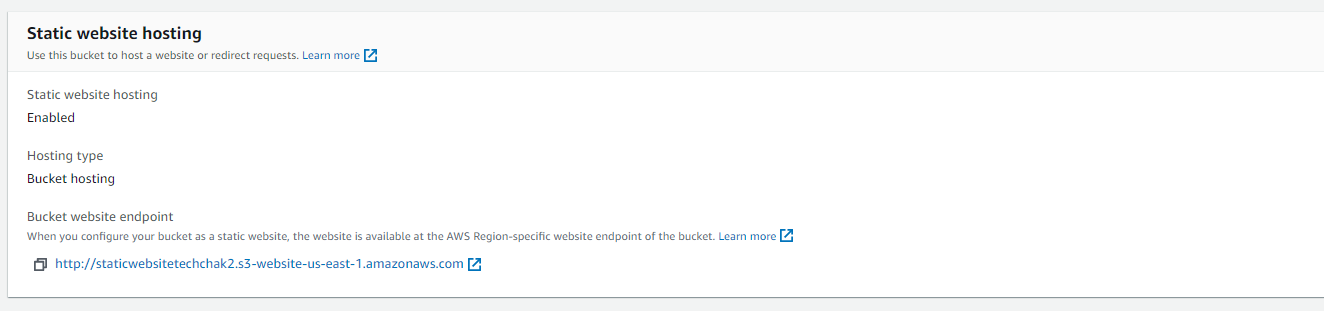 Static website hosting
Use this bucket to host a website or redirect requests. Learn more
Static website hosting
Enabled
Hosting type
Bucket hosting
Bucket website endpoint
When you configure your bucket as a static website, the website is available at the AWS Region-specific website endpoint of the bucket. Learn more
http://staticwebsitetechchak2.s3-website-us-east-1.amazonaws.com